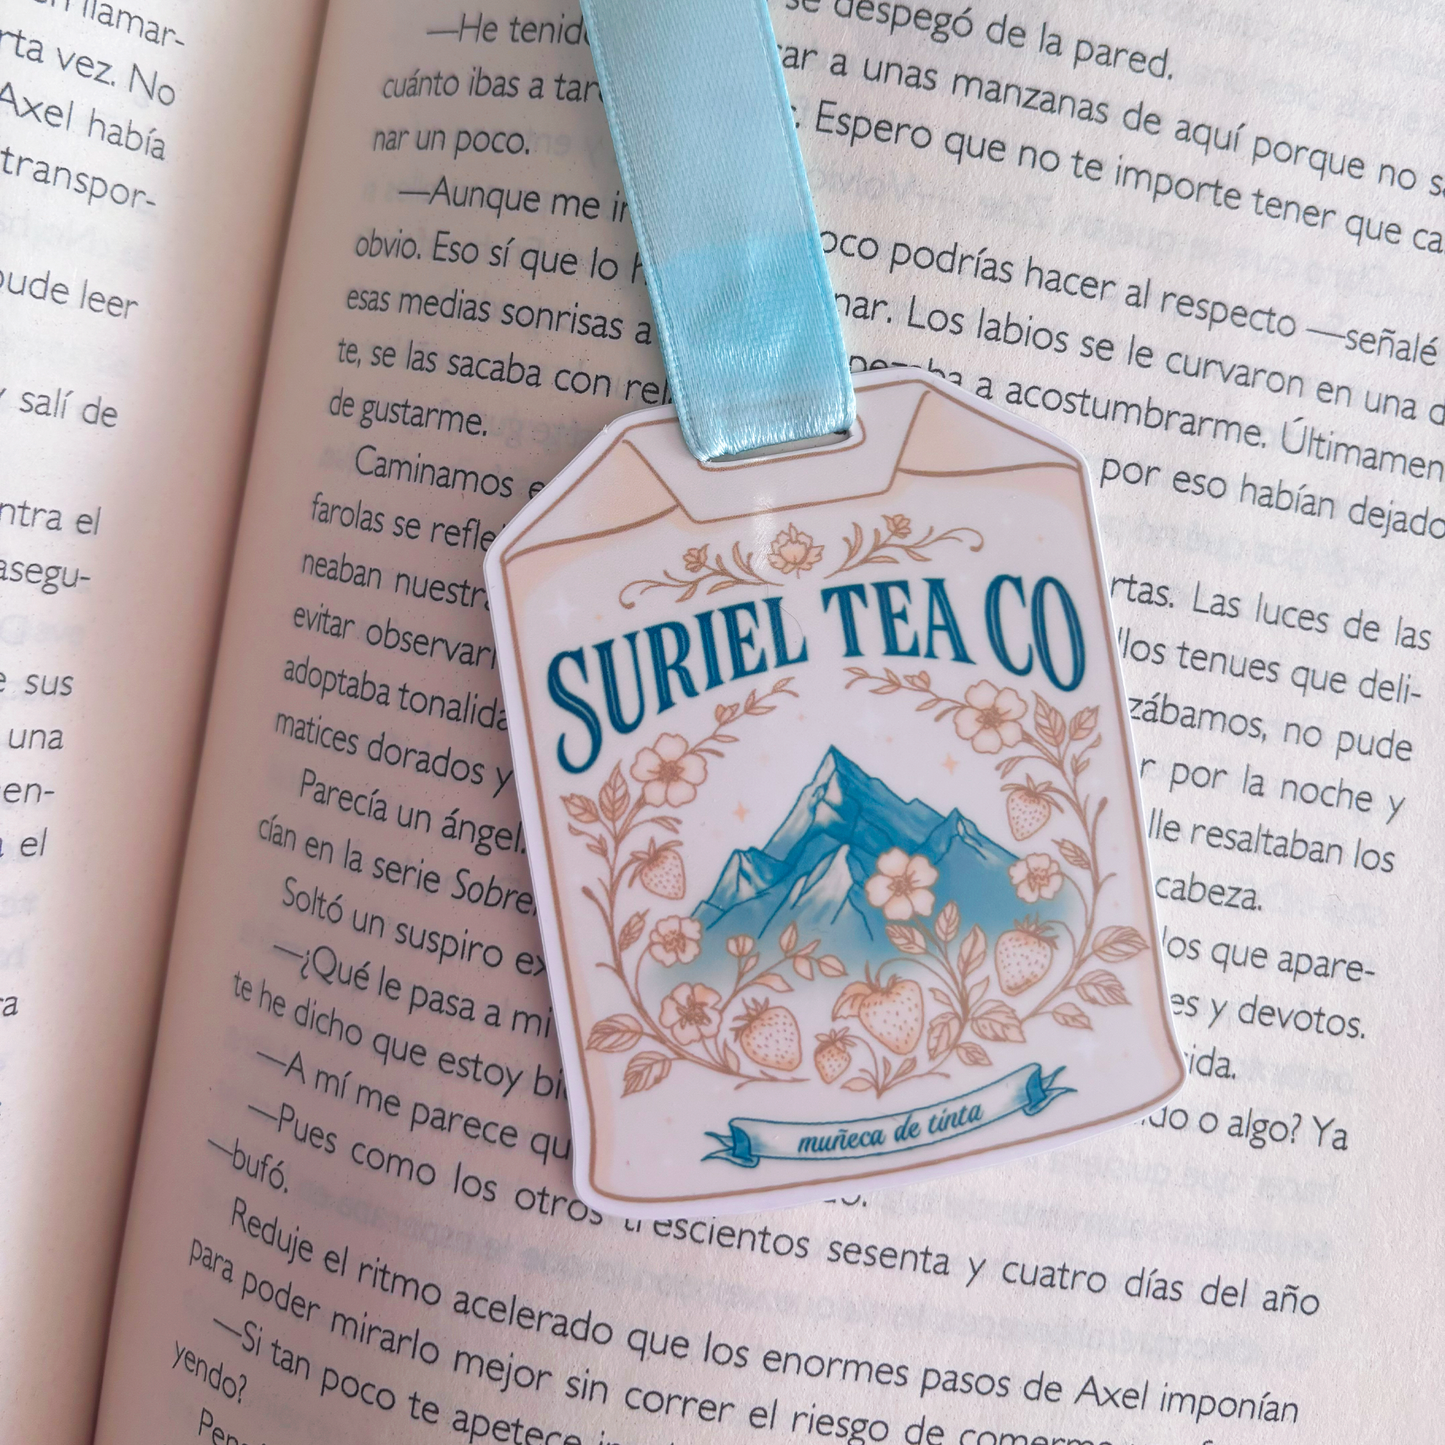 llamar-
rta vez. No
Axel había
transpor-
pude leer
y salí de
ntra el
asegu-
e sus
una
en-
a el
ra
—He tenido
se despegó de la pared.
cuánto ibas a tar
ar a unas manzanas de aquí porque no s
nar un poco.
Espero que no te importe tener que ca
—Aunque me in
oco podrías hacer al respecto —señalé
obvio. Eso sí que lo h
nar. Los labios se le curvaron en una d
esas medias sonrisas a
pezaba a acostumbrarme. Últimamen
te, se las sacaba con rel
por eso habían dejado
de gustarme.
Caminamos e
rtas. Las luces de las
farolas se refle
llos tenues que deli-
neaban nuestr
zábamos, no pude
evitar observar
r por la noche y
adoptaba tonalida
lle resaltaban los
matices dorados y
cabeza.
Parecía un ángel.
los que apare-
cían en la serie Sobre
es y devotos.
Soltó un suspiro ex
ida.
—¿Qué le pasa a mi
do o algo? Ya
te he dicho que estoy bi
—A mí me parece qu
do.
—Pues como los otros trescientos sesenta y cuatro días del año
—bufó.
Reduje el ritmo acelerado que los enormes pasos de Axel imponían
para poder mirarlo mejor sin correr el riesgo de comerme
—Si tan poco te apetece
yendo?
SURIEL TEA CO
muñeca de tinta